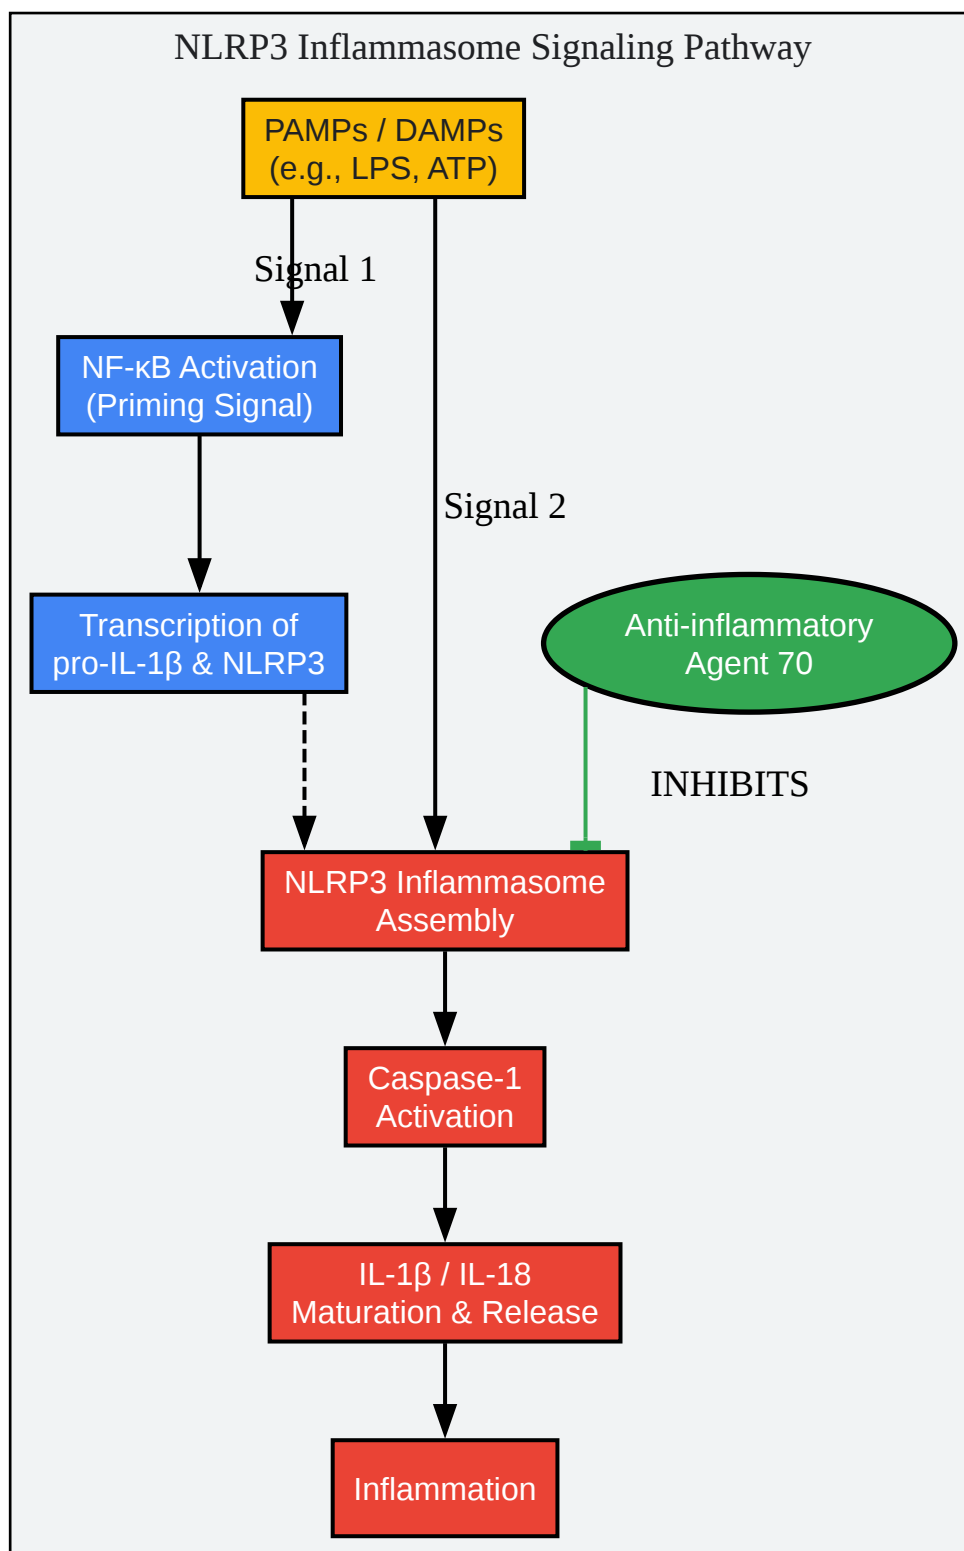 NLRP3 Inflammasome Signaling Pathway
PAMPs / DAMPs
(e.g., LPS, ATP)
Signal 1
NF-κB Activation
(Priming Signal)
Signal 2
Transcription of
pro-IL-1β & NLRP3
Anti-inflammatory
Agent 70
INHIBITS
NLRP3 Inflammasome
Assembly
Caspase-1
Activation
IL-1β / IL-18
Maturation & Release
Inflammation